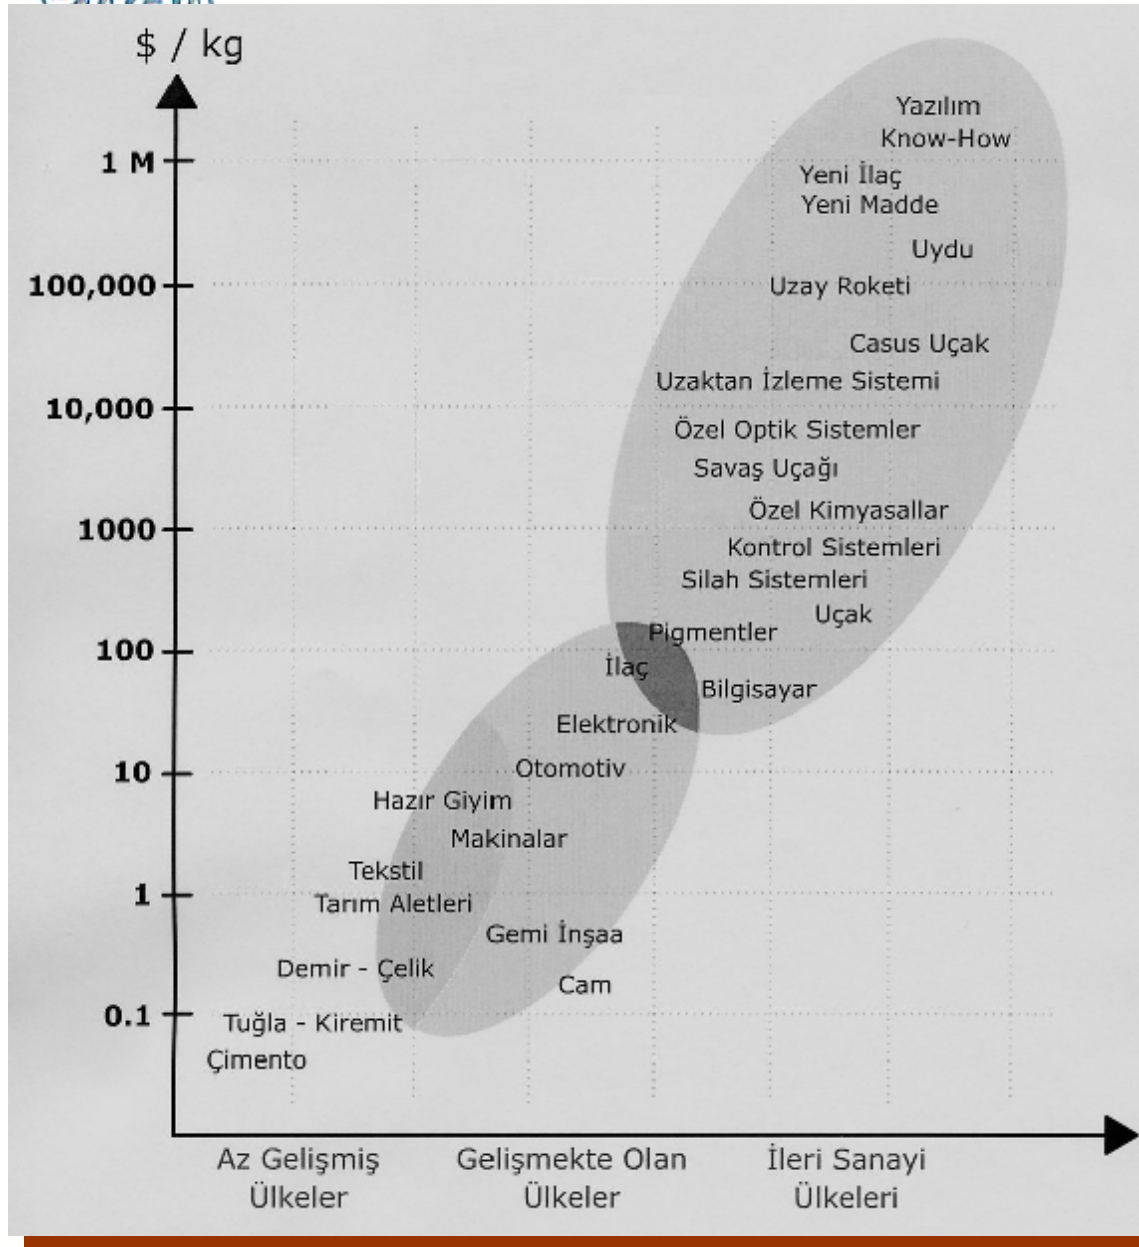 $ / kg
1 M
100,000
10,000
1000
100
10
1
0.1
Yazılım
Know-How
Yeni İlaç
Yeni Madde
Uydu
Uzay Roketi
Casus Uçak
Uzaktan İzleme Sistemi
Özel Optik Sistemler
Savaş Uçağı
Özel Kimyasallar
Kontrol Sistemleri
Silah Sistemleri
Uçak
Pigmentler
İlaç
Bilgisayar
Elektronik
Otomotiv
Hazır Giyim
Makinalar
Tekstil
Tarım Aletleri
Gemi İnşaa
Demir - Çelik
Cam
Tuğla - Kiremit
Çimento
Az Gelişmiş
Ülkeler
Gelişmekte Olan
Ülkeler
İleri Sanayi
Ülkeleri